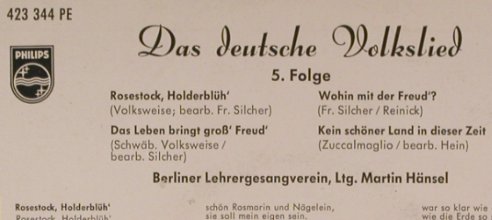 423 344 PE
PHILIPS
Das deutsche Volkslied
5. Folge
Rosestock, Holderblüh'
(Volksweise; bearb. Fr. Silcher)
Das Leben bringt groß' Freud'
(Schwäb. Volksweise /
bearb. Silcher)
Wohin mit der Freud'?
(Fr. Silcher / Reinick)
Kein schöner Land in dieser Zeit
(Zuccalmaglio / bearb. Hein)
Berliner Lehrergesangverein, Ltg. Martin Hänsel
Rosestock, Holderblüh'
Rosestock, Holderblüh'
schön Rosmarin und Nägelein,
sie soll mein eigen sein.
war so klar wie
wie die Erde so